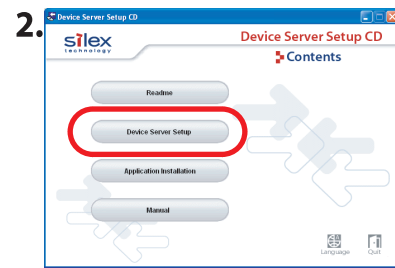 2.
Device Server Setup CD
silex
technology
Device Server Setup CD
Contents
Readme
Device Server Setup
Application Installation
Manual
Language
Quit